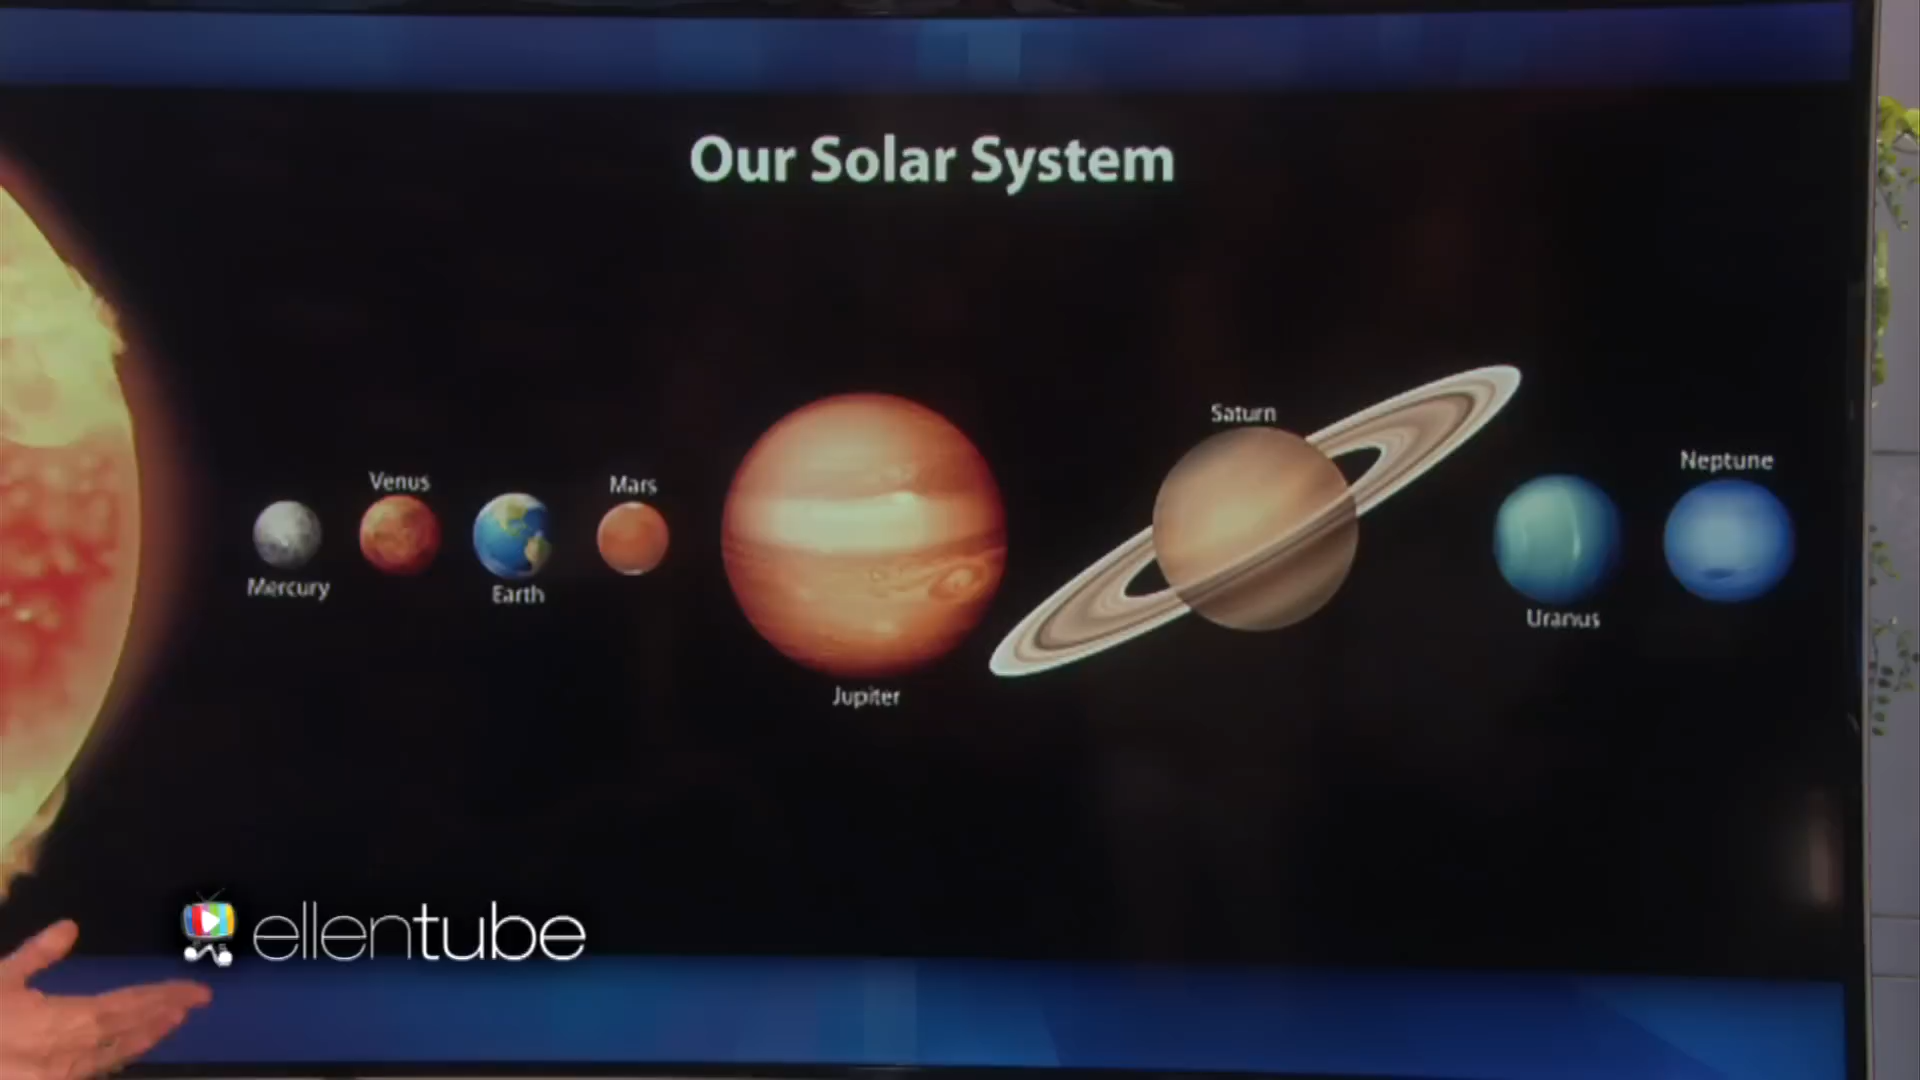 Our Solar System
Mercury
Venus
Earth
Mars
Jupiter
Saturn
Uranus
Neptune
ellentube